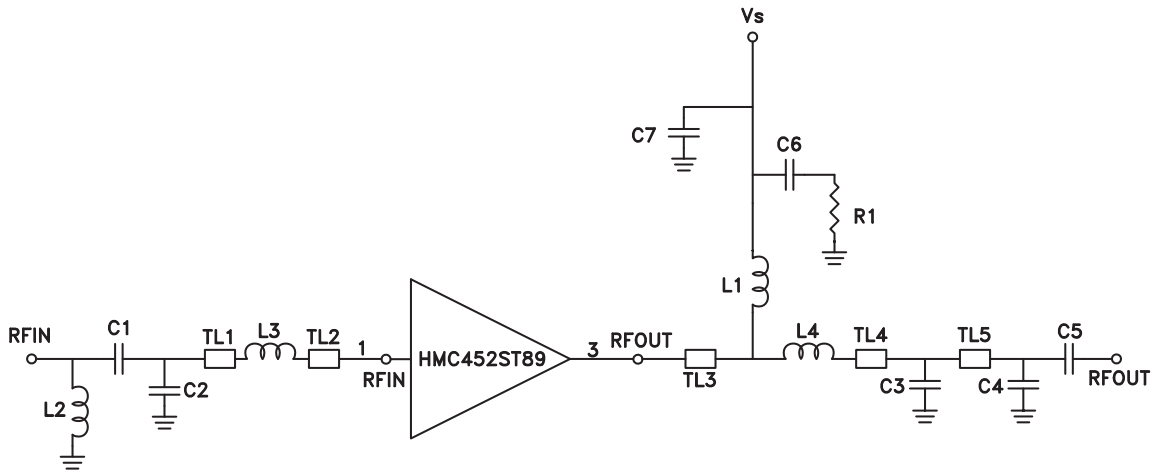 Vs
C7
C6
R1
L1
RFIN
C1
TL1
L3
TL2
1
RFIN
HMC452ST89
3
RFOUT
TL3
L4
TL4
TL5
C5
L2
C2
C3
C4
RFOUT